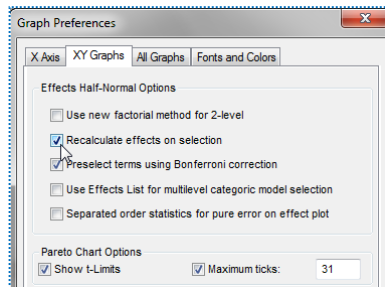 Graph Preferences
X Axis XY Graphs All Graphs Fonts and Colors
Effects Half-Normal Options
Use new factorial method for 2-level
Recalculate effects on selection
Preselect terms using Bonferroni correction
Use Effects List for multilevel categoric model selection
Separated order statistics for pure error on effect plot
Pareto Chart Options
Show t-Limits Maximum ticks: 31